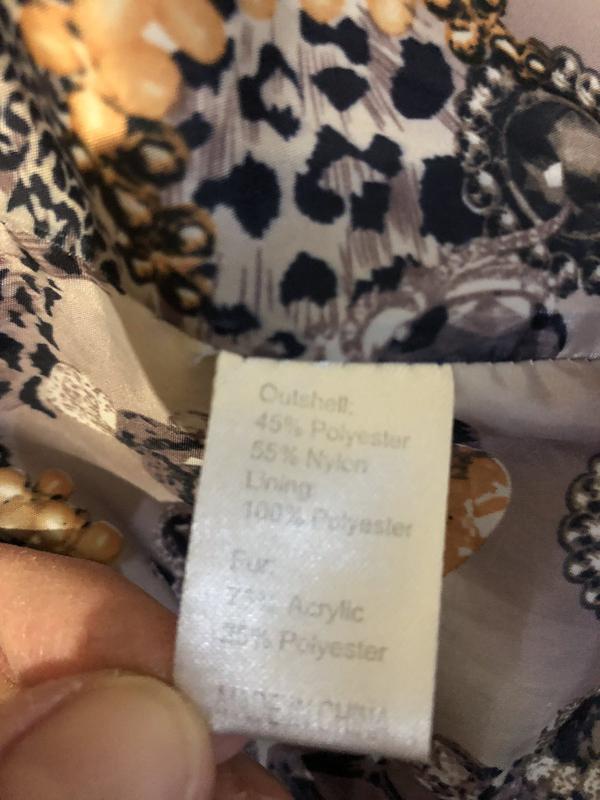 Outshell:
45% Polyester
55% Nylon
Lining:
100% Polyester
Fur:
Acrylic
Polyester
MADE IN CHINA